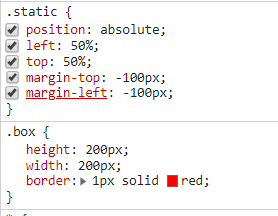 .static {
position: absolute;
left: 50%;
top: 50%;
margin-top: -100px;
margin-left: -100px;
}
.box {
height: 200px;
width: 200px;
border: 1px solid red;
}